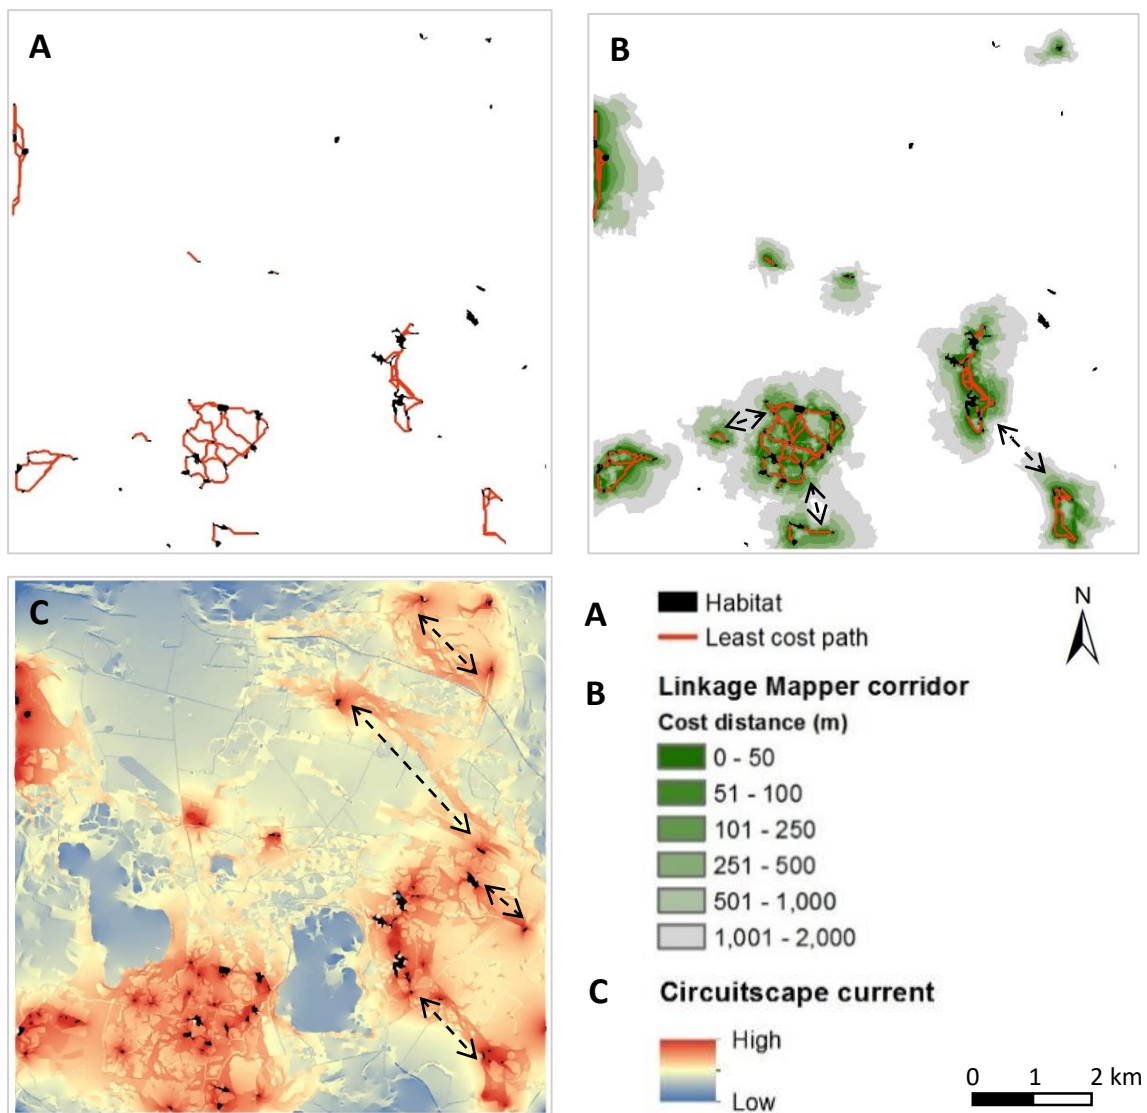 A
B
C
A
Habitat
Least cost path
N
B
Linkage Mapper corridor
Cost distance (m)
0 - 50
51 - 100
101 - 250
251 - 500
501 - 1,000
1,001 - 2,000
C
Circuitscape current
High
Low
0 1 2 km